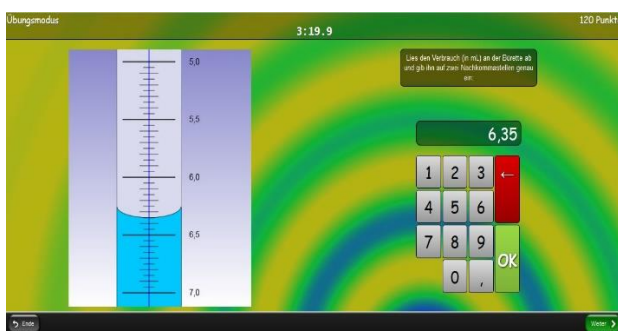 Übungsmodus
120 Punkt
3:19.9
Lies den Verbrauch (in mL) an der Bürette ab
und gib ihn auf zwei Nachkommastellen genau
ein:
5,0
5,5
6,0
6,5
7,0
6,35
1 2 3 ←
4 5 6
7 8 9
OK
0 ,
Ende
Weiter